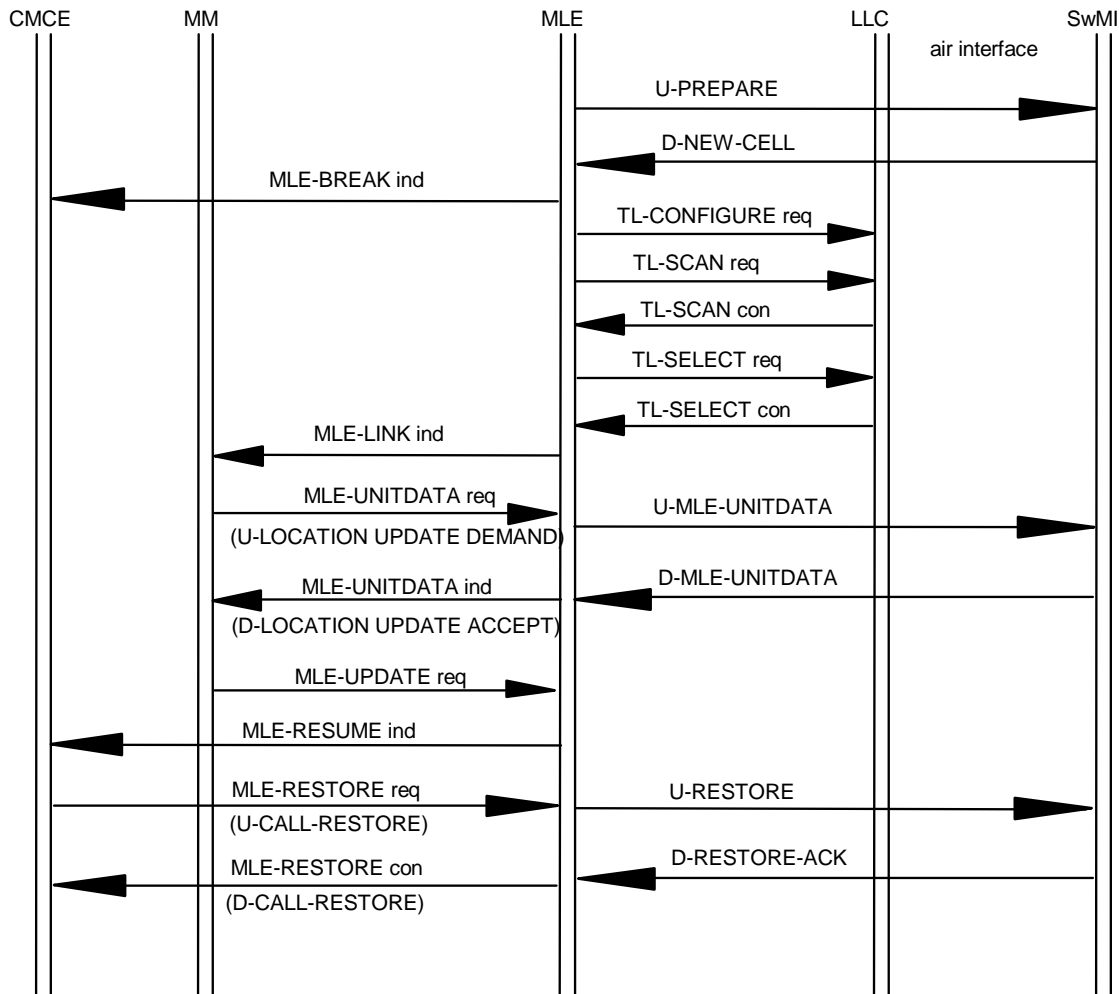 CMCE MM MLE LLC SwMI
air interface
U-PREPARE
D-NEW-CELL
MLE-BREAK ind
TL-CONFIGURE req
TL-SCAN req
TL-SCAN con
TL-SELECT req
TL-SELECT con
MLE-LINK ind
MLE-UNITDATA req
U-MLE-UNITDATA
(U-LOCATION UPDATE DEMAND)
MLE-UNITDATA ind
D-MLE-UNITDATA
(D-LOCATION UPDATE ACCEPT)
MLE-UPDATE req
MLE-RESUME ind
MLE-RESTORE req
U-RESTORE
(U-CALL-RESTORE)
MLE-RESTORE con
D-RESTORE-ACK
(D-CALL-RESTORE)